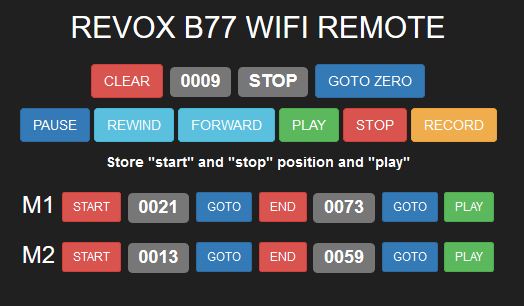 REVOX B77 WIFI REMOTE
CLEAR 0009 STOP GOTO ZERO
PAUSE REWIND FORWARD PLAY STOP RECORD
Store "start" and "stop" position and "play"
M1 START 0021 GOTO END 0073 GOTO PLAY
M2 START 0013 GOTO END 0059 GOTO PLAY